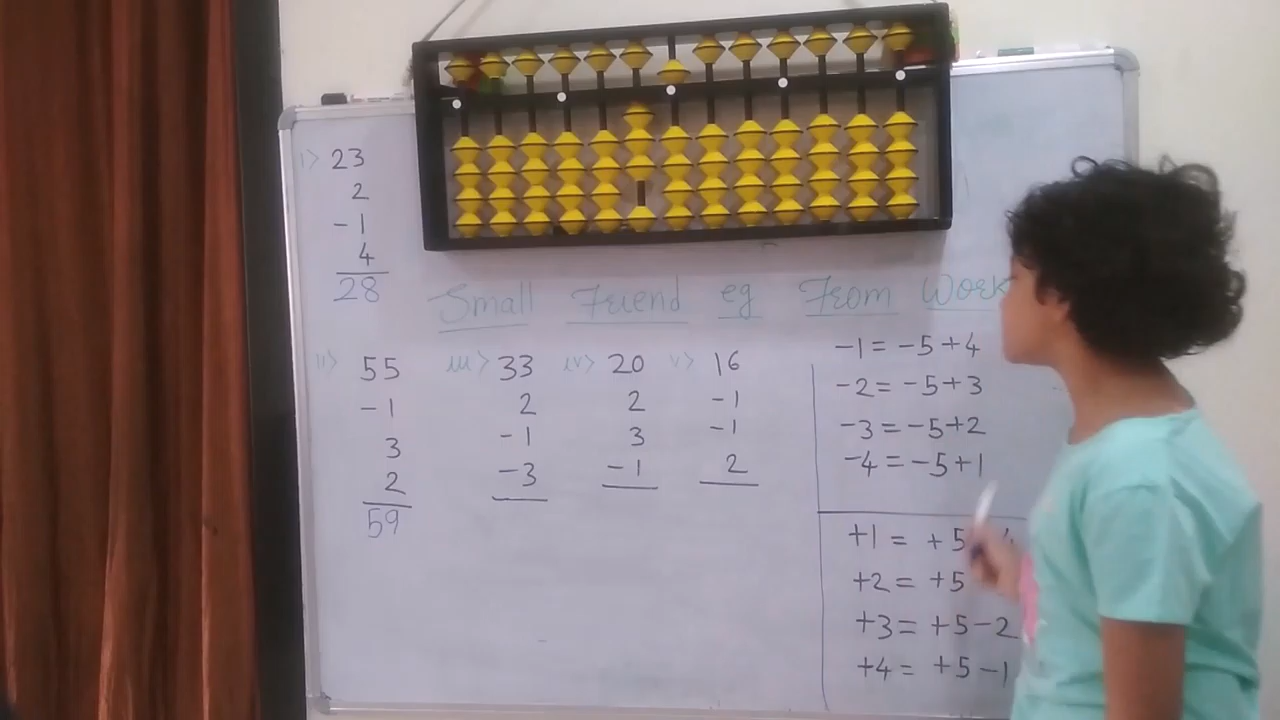 i> 23
2
-1
4
28
Small Friend eg From Work
ii> 55
-1
3
2
59
iii> 33
2
-1
-3
iv> 20
2
3
-1
v> 16
-1
-1
2
-1 = -5+4
-2 = -5+3
-3 = -5+2
-4 = -5+1
+1 = +5
+2 = +5
+3 = +5-2
+4 = +5-1